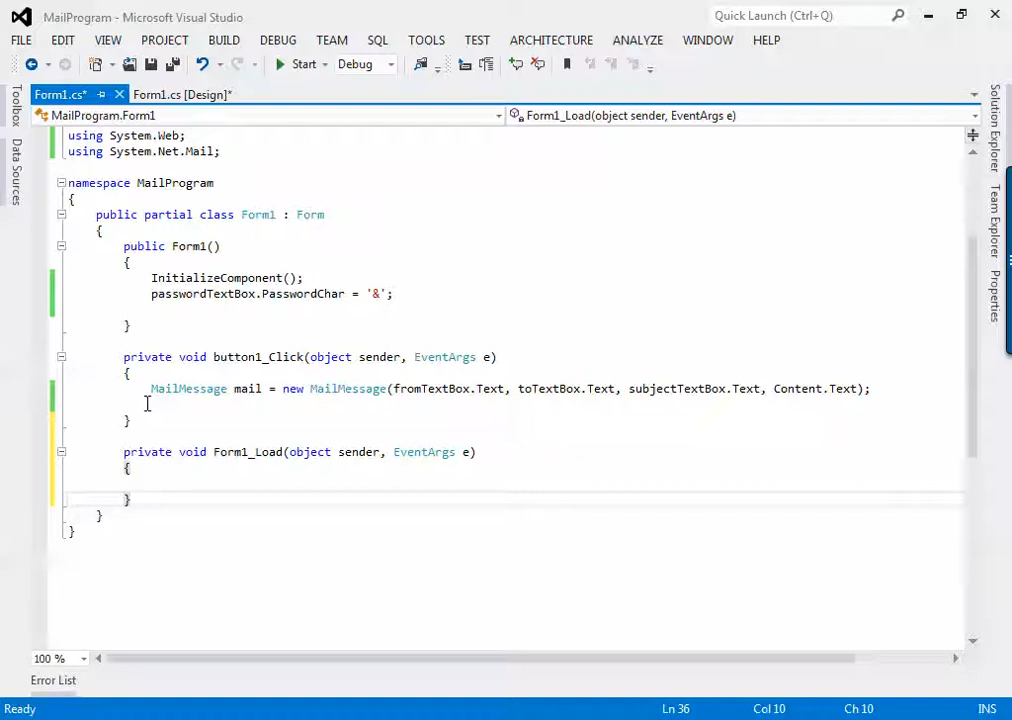 MailProgram - Microsoft Visual Studio
Quick Launch (Ctrl+Q)
FILE EDIT VIEW PROJECT BUILD DEBUG TEAM SQL TOOLS TEST ARCHITECTURE ANALYZE WINDOW HELP
Start Debug
Form1.cs* Form1.cs [Design]*
MailProgram.Form1 Form1_Load(object sender, EventArgs e)
Toolbox
Data Sources
using System.Web;
using System.Net.Mail;
namespace MailProgram
{
public partial class Form1 : Form
{
public Form1()
{
InitializeComponent();
passwordTextBox.PasswordChar = '&';
}
private void button1_Click(object sender, EventArgs e)
{
MailMessage mail = new MailMessage(fromTextBox.Text, toTextBox.Text, subjectTextBox.Text, Content.Text);
}
private void Form1_Load(object sender, EventArgs e)
{
}
}
}
Solution Explorer
Team Explorer
Properties
100 %
Error List
Ready Ln 36 Col 10 Ch 10 INS